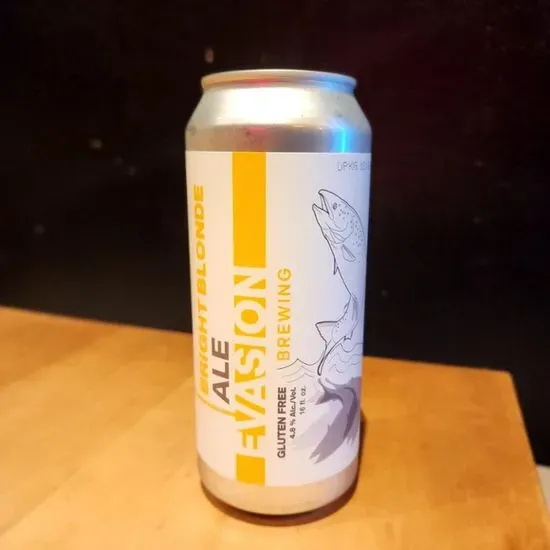 BRIGHT BLONDE
ALE
EVASION
BREWING
GLUTEN FREE
4.8 % Alc./Vol.
16 fl. oz.